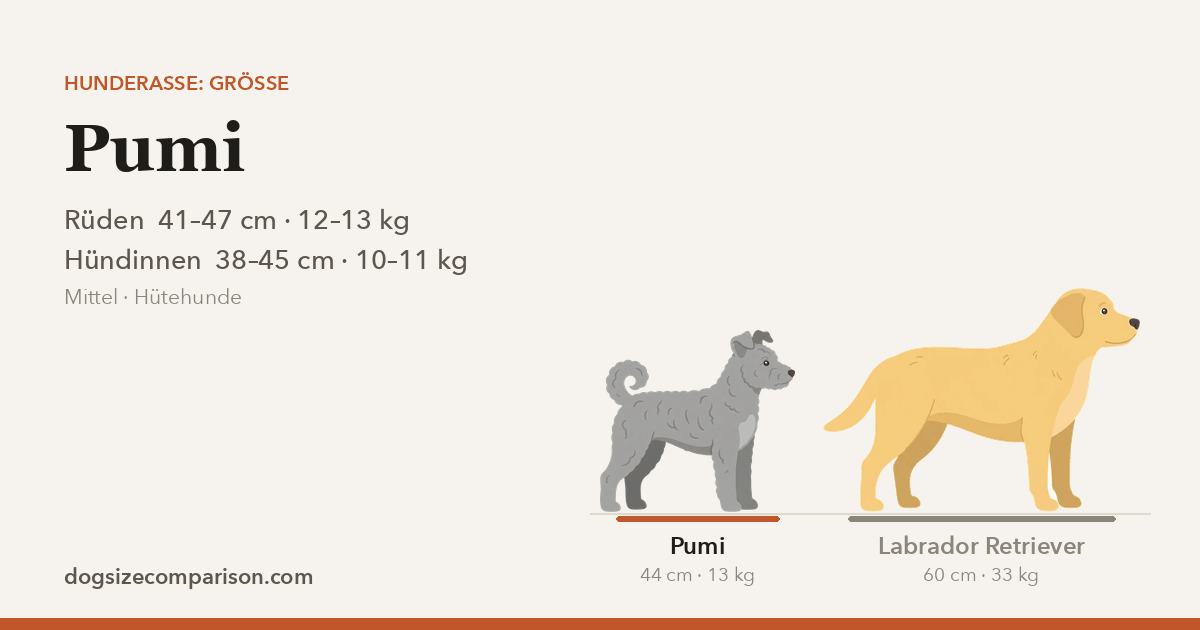 HUNDERASSE: GRÖSSE
Pumi
Rüden 41–47 cm · 12–13 kg
Hündinnen 38–45 cm · 10–11 kg
Mittel · Hütehunde
Pumi
44 cm · 13 kg
Labrador Retriever
60 cm · 33 kg
dogsizecomparison.com